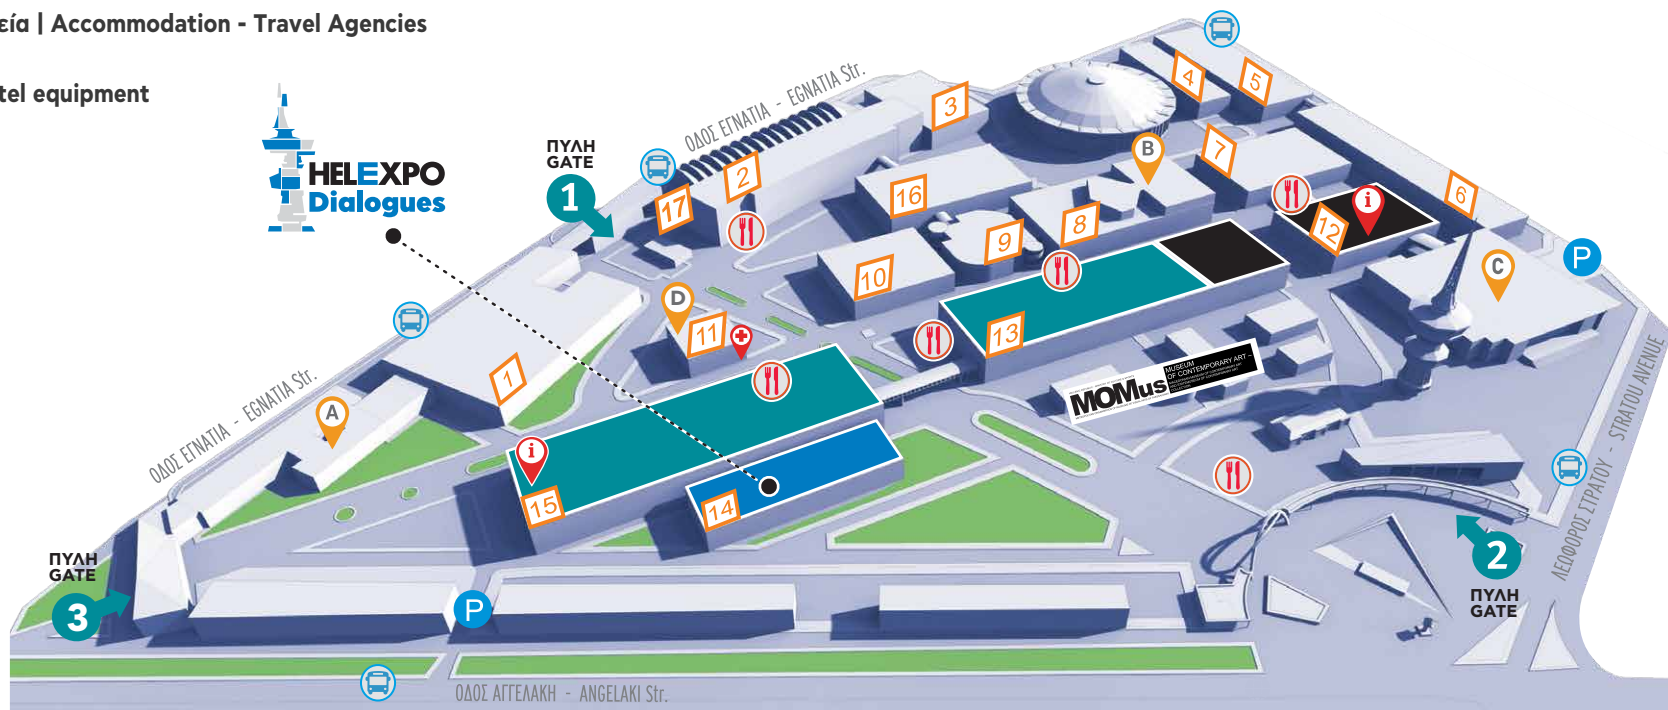 εία | Accommodation - Travel Agencies
tel equipment
HELEXPO
Dialogues
ΟΔΟΣ ΕΓΝΑΤΙΑ - EGNATIA Str.
ΠΥΛΗ
GATE
1
17
2
3
4
5
B
7
6
16
8
9
10
12
i
C
P
D
11
13
MOMus
MUSEUM
OF CONTEMPORARY ART –
1
ΟΔΟΣ ΕΓΝΑΤΙΑ - EGNATIA Str.
A
i
15
14
ΛΕΩΦΟΡΟΣ ΣΤΡΑΤΟΥ - STRATOU AVENUE
2
ΠΥΛΗ
GATE
ΠΥΛΗ
GATE
3
P
ΟΔΟΣ ΑΓΓΕΛΑΚΗ - ANGELAKI Str.